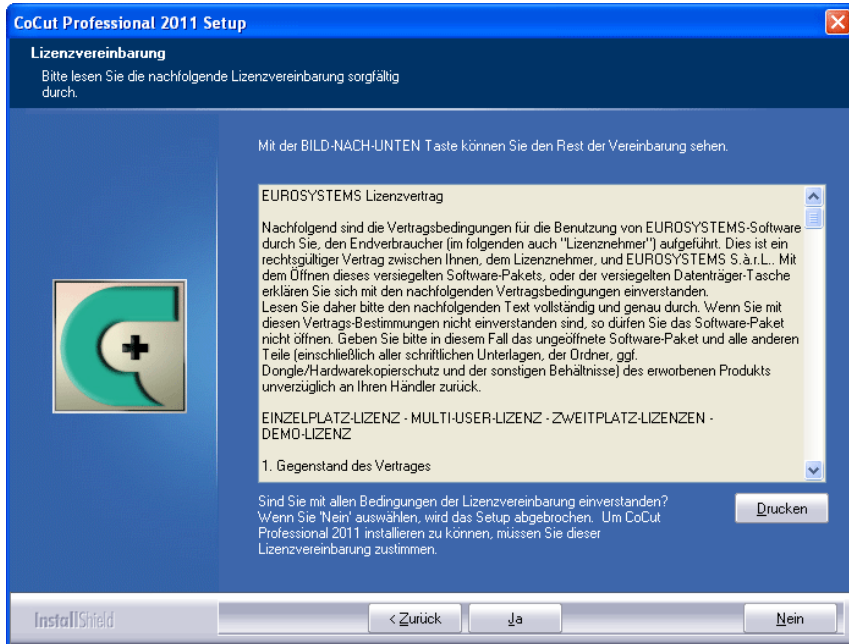 CoCut Professional 2011 Setup
Lizenzvereinbarung
Bitte lesen Sie die nachfolgende Lizenzvereinbarung sorgfältig
durch.
Mit der BILD-NACH-UNTEN Taste können Sie den Rest der Vereinbarung sehen.
EUROSYSTEMS Lizenzvertrag
Nachfolgend sind die Vertragsbedingungen für die Benutzung von EUROSYSTEMS-Software
durch Sie, den Endverbraucher (im folgenden auch "Lizenznehmer") aufgeführt. Dies ist ein
rechtsgültiger Vertrag zwischen Ihnen, dem Lizenznehmer, und EUROSYSTEMS S.à.r.L.. Mit
dem Öffnen dieses versiegelten Software-Pakets, oder der versiegelten Datenträger-Tasche
erklären Sie sich mit den nachfolgenden Vertragsbedingungen einverstanden.
Lesen Sie daher bitte den nachfolgenden Text vollständig und genau durch. Wenn Sie mit
diesen Vertrags-Bestimmungen nicht einverstanden sind, so dürfen Sie das Software-Paket
nicht öffnen. Geben Sie bitte in diesem Fall das ungeöffnete Software-Paket und alle anderen
Teile (einschließlich aller schriftlichen Unterlagen, der Ordner, ggf.
Dongle/Hardwarekopierschutz und der sonstigen Behältnisse) des erworbenen Produkts
unverzüglich an Ihren Händler zurück.
EINZELPLATZ-LIZENZ - MULTI-USER-LIZENZ - ZWEITPLATZ-LIZENZEN -
DEMO-LIZENZ
1. Gegenstand des Vertrages
Sind Sie mit allen Bedingungen der Lizenzvereinbarung einverstanden?
Wenn Sie 'Nein' auswählen, wird das Setup abgebrochen. Um CoCut
Professional 2011 installieren zu können, müssen Sie dieser
Lizenzvereinbarung zustimmen.
Drucken
InstallShield
< Zurück
Ja
Nein